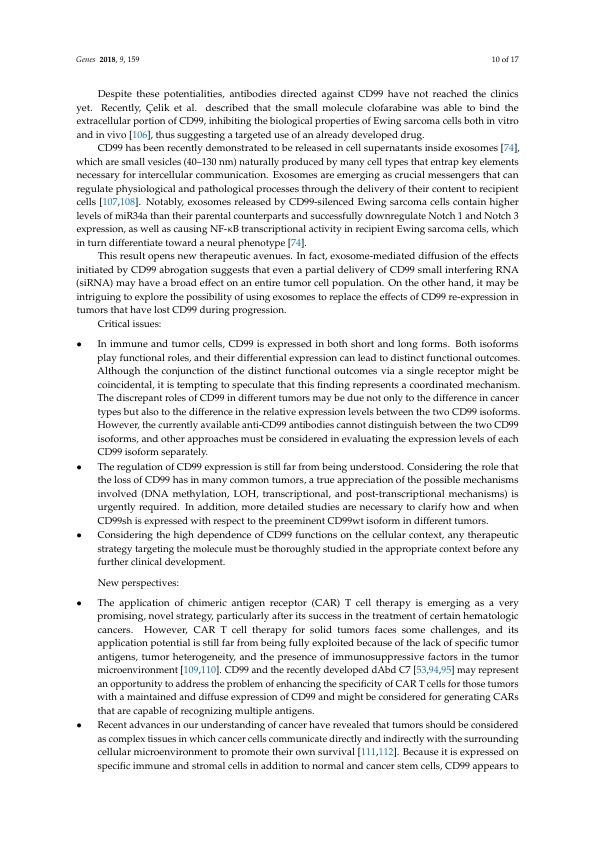 Genes 2018, 9, 159
10 of 17
Despite these potentialities, antibodies directed against CD99 have not reached the clinics
yet. Recently, Çelik et al. described that the small molecule clofarabine was able to bind the
extracellular portion of CD99, inhibiting the biological properties of Ewing sarcoma cells both in vitro
and in vivo [106], thus suggesting a targeted use of an already developed drug.
CD99 has been recently demonstrated to be released in cell supernatants inside exosomes [74],
which are small vesicles (40–130 nm) naturally produced by many cell types that entrap key elements
necessary for intercellular communication. Exosomes are emerging as crucial messengers that can
regulate physiological and pathological processes through the delivery of their content to recipient
cells [107,108]. Notably, exosomes released by CD99-silenced Ewing sarcoma cells contain higher
levels of miR34a than their parental counterparts and successfully downregulate Notch 1 and Notch 3
expression, as well as causing NF-κB transcriptional activity in recipient Ewing sarcoma cells, which
in turn differentiate toward a neural phenotype [74].
This result opens new therapeutic avenues. In fact, exosome-mediated diffusion of the effects
initiated by CD99 abrogation suggests that even a partial delivery of CD99 small interfering RNA
(siRNA) may have a broad effect on an entire tumor cell population. On the other hand, it may be
intriguing to explore the possibility of using exosomes to replace the effects of CD99 re-expression in
tumors that have lost CD99 during progression.
Critical issues:
• In immune and tumor cells, CD99 is expressed in both short and long forms. Both isoforms
play functional roles, and their differential expression can lead to distinct functional outcomes.
Although the conjunction of the distinct functional outcomes via a single receptor might be
coincidental, it is tempting to speculate that this finding represents a coordinated mechanism.
The discrepant roles of CD99 in different tumors may be due not only to the difference in cancer
types but also to the difference in the relative expression levels between the two CD99 isoforms.
However, the currently available anti-CD99 antibodies cannot distinguish between the two CD99
isoforms, and other approaches must be considered in evaluating the expression levels of each
CD99 isoform separately.
• The regulation of CD99 expression is still far from being understood. Considering the role that
the loss of CD99 has in many common tumors, a true appreciation of the possible mechanisms
involved (DNA methylation, LOH, transcriptional, and post-transcriptional mechanisms) is
urgently required. In addition, more detailed studies are necessary to clarify how and when
CD99sh is expressed with respect to the preeminent CD99wt isoform in different tumors.
• Considering the high dependence of CD99 functions on the cellular context, any therapeutic
strategy targeting the molecule must be thoroughly studied in the appropriate context before any
further clinical development.
New perspectives:
• The application of chimeric antigen receptor (CAR) T cell therapy is emerging as a very
promising, novel strategy, particularly after its success in the treatment of certain hematologic
cancers. However, CAR T cell therapy for solid tumors faces some challenges, and its
application potential is still far from being fully exploited because of the lack of specific tumor
antigens, tumor heterogeneity, and the presence of immunosuppressive factors in the tumor
microenvironment [109,110]. CD99 and the recently developed dAbd C7 [53,94,95] may represent
an opportunity to address the problem of enhancing the specificity of CAR T cells for those tumors
with a maintained and diffuse expression of CD99 and might be considered for generating CARs
that are capable of recognizing multiple antigens.
• Recent advances in our understanding of cancer have revealed that tumors should be considered
as complex tissues in which cancer cells communicate directly and indirectly with the surrounding
cellular microenvironment to promote their own survival [111,112]. Because it is expressed on
specific immune and stromal cells in addition to normal and cancer stem cells, CD99 appears to